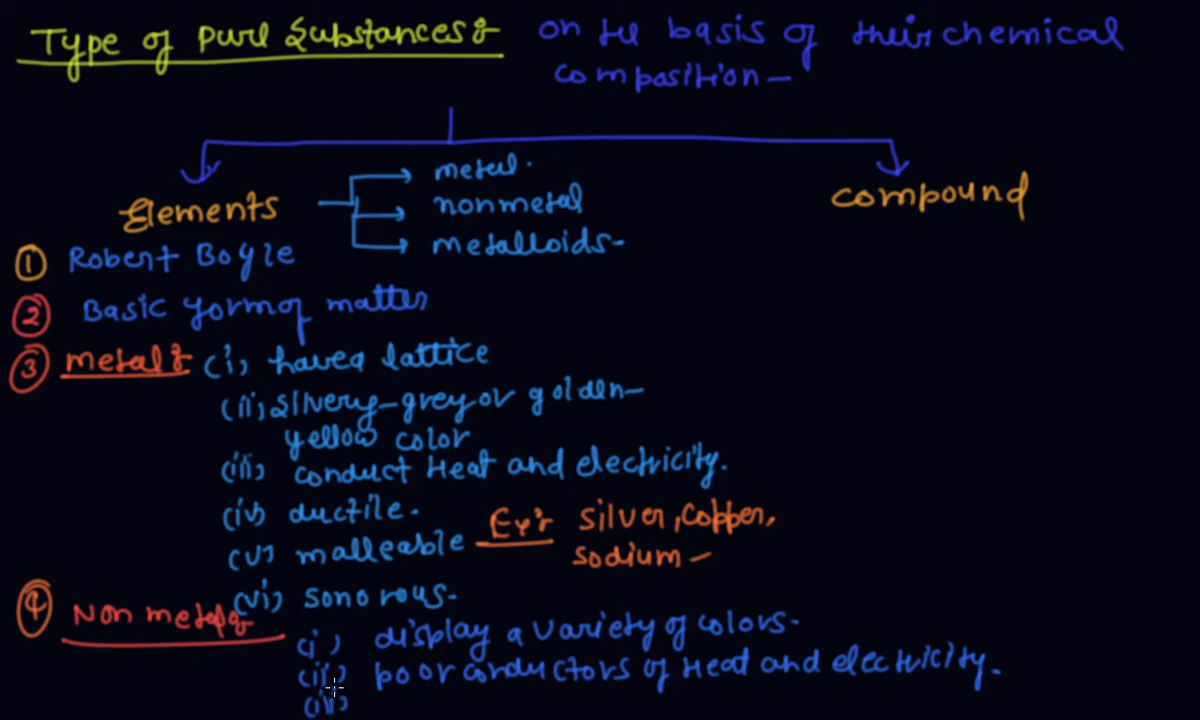 Type of pure Substances: on the basis of their chemical
composition-
Elements
metal.
nonmetal
metalloids-
compound
① Robert Boyle
② Basic form of matter
③ metals: (i) have a lattice
(ii) silvery-grey or golden-
yellow color
(iii) conduct Heat and electricity.
(iv) ductile.
(v) malleable Ex:- silver, copper,
sodium-
(vi) sonorous.
④ Non metals:
(i) display a variety of colors.
(ii) poor conductors of Heat and electricity.
(iii)